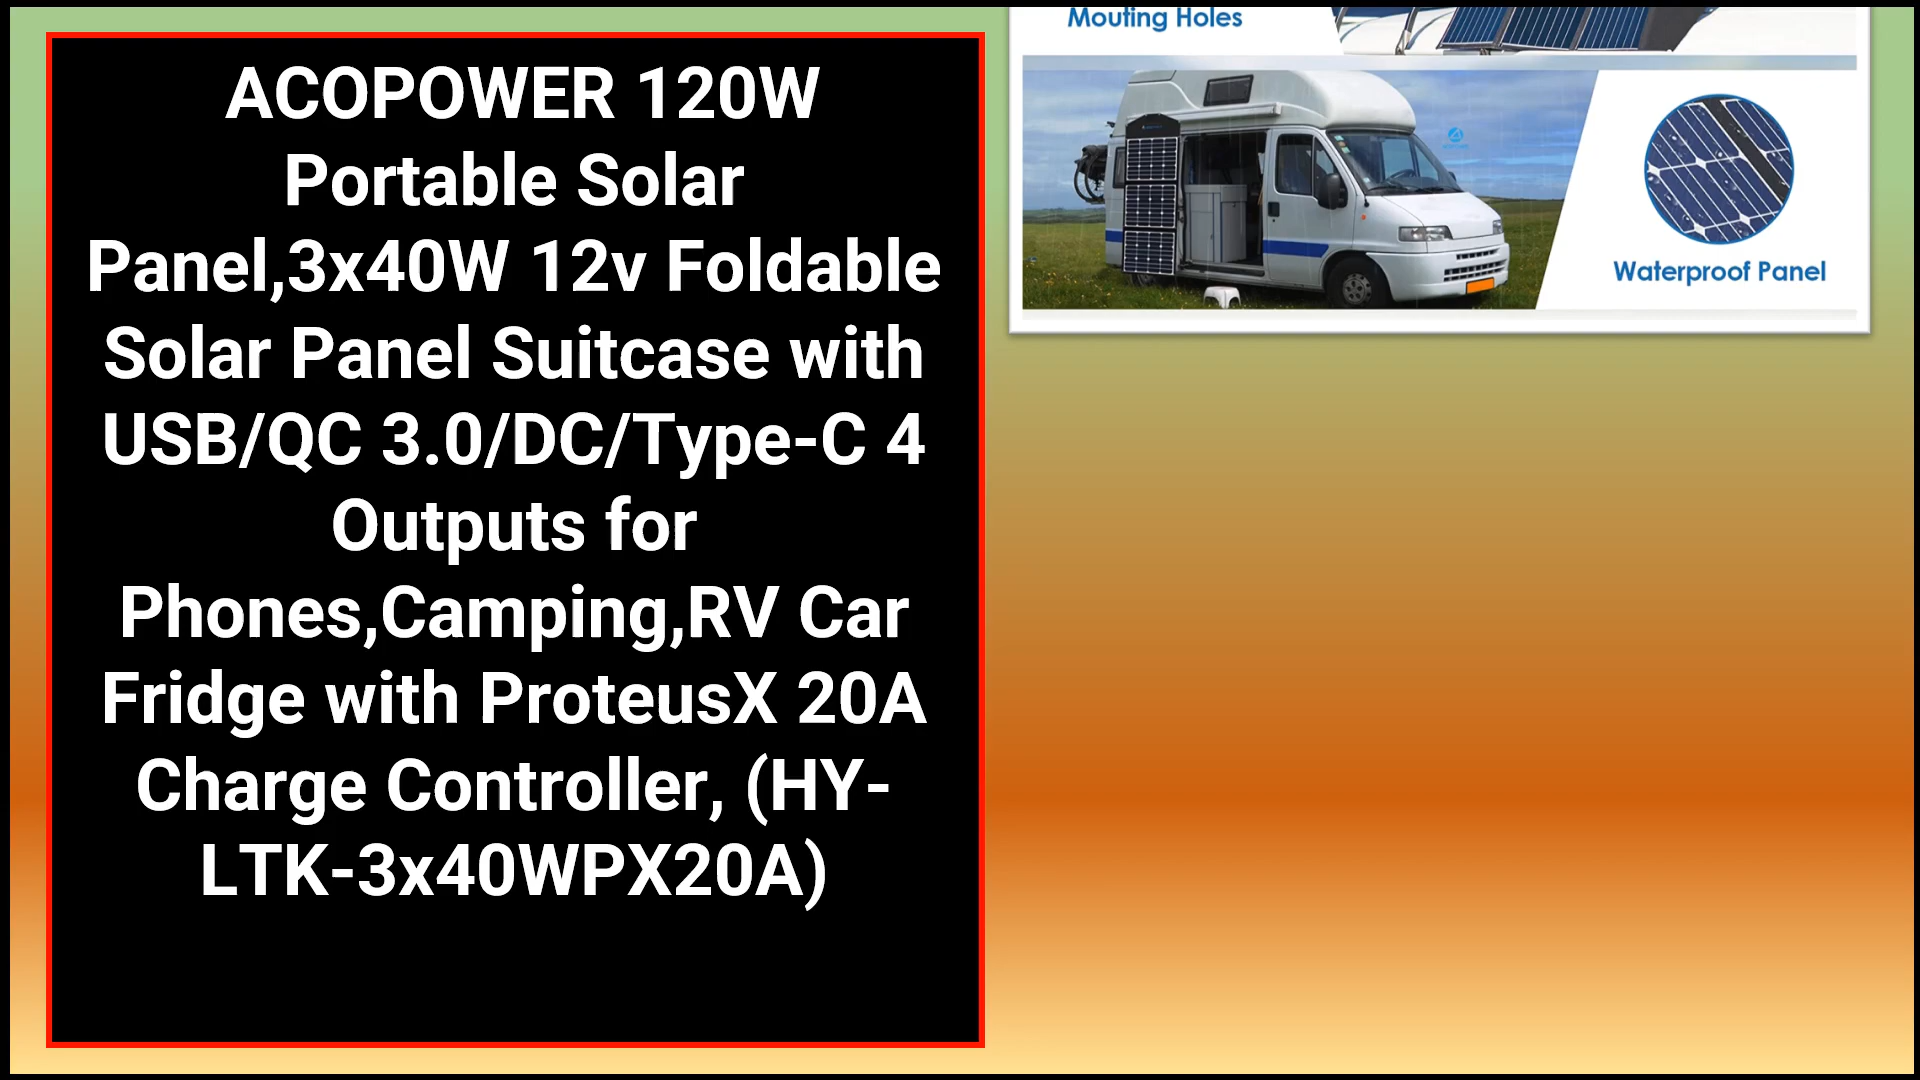 ACOPOWER 120W
Portable Solar
Panel,3x40W 12v Foldable
Solar Panel Suitcase with
USB/QC 3.0/DC/Type-C 4
Outputs for
Phones,Camping,RV Car
Fridge with ProteusX 20A
Charge Controller, (HY-
LTK-3x40WPX20A)
Mouting Holes
Waterproof Panel